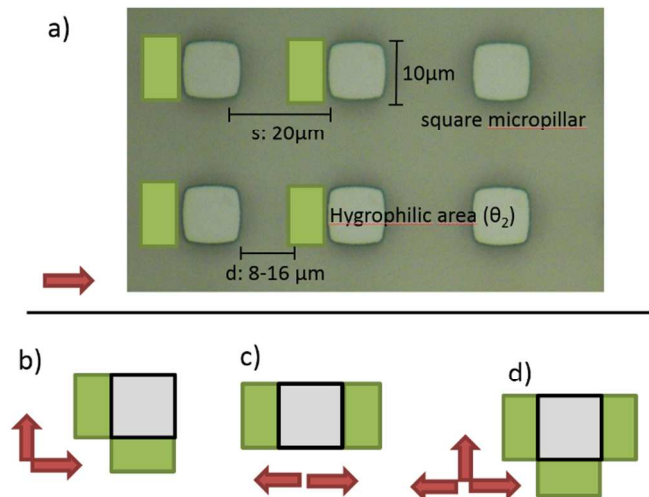 a)
10μm
square micropillar
s: 20μm
Hygrophilic area (θ₂)
d: 8-16 μm
b)
c)
d)